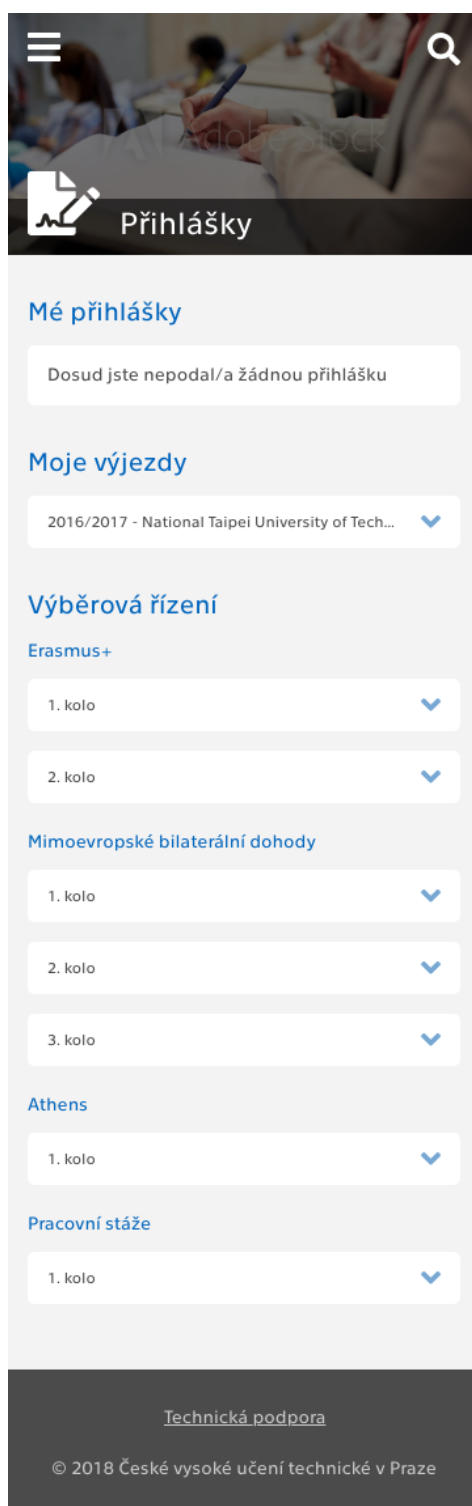 Adobe Stock
Přihlášky
Mé přihlášky
Dosud jste nepodal/a žádnou přihlášku
Moje výjezdy
2016/2017 - National Taipei University of Tech...
Výběrová řízení
Erasmus+
1. kolo
2. kolo
Mimoevropské bilaterální dohody
1. kolo
2. kolo
3. kolo
Athens
1. kolo
Pracovní stáže
1. kolo
Technická podpora
© 2018 České vysoké učení technické v Praze